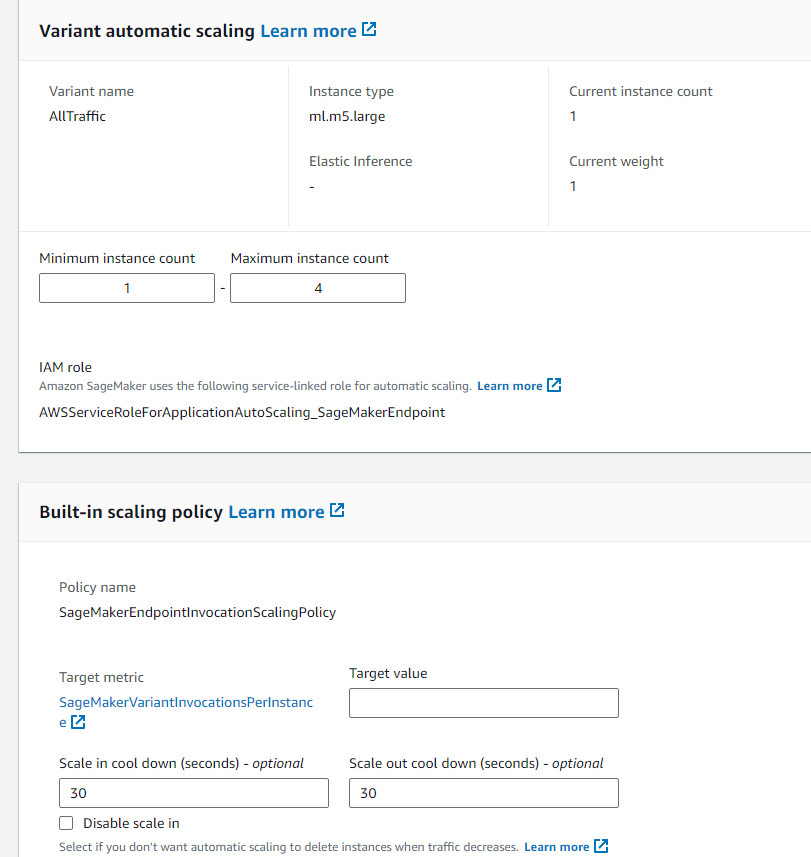 Variant automatic scaling Learn more
Variant name
AllTraffic
Instance type
ml.m5.large
Elastic Inference
-
Current instance count
1
Current weight
1
Minimum instance count
1
-
Maximum instance count
4
IAM role
Amazon SageMaker uses the following service-linked role for automatic scaling. Learn more
AWSServiceRoleForApplicationAutoScaling_SageMakerEndpoint
Built-in scaling policy Learn more
Policy name
SageMakerEndpointInvocationScalingPolicy
Target metric
SageMakerVariantInvocationsPerInstanc
e
Target value
Scale in cool down (seconds) - optional
30
Scale out cool down (seconds) - optional
30
Disable scale in
Select if you don't want automatic scaling to delete instances when traffic decreases. Learn more